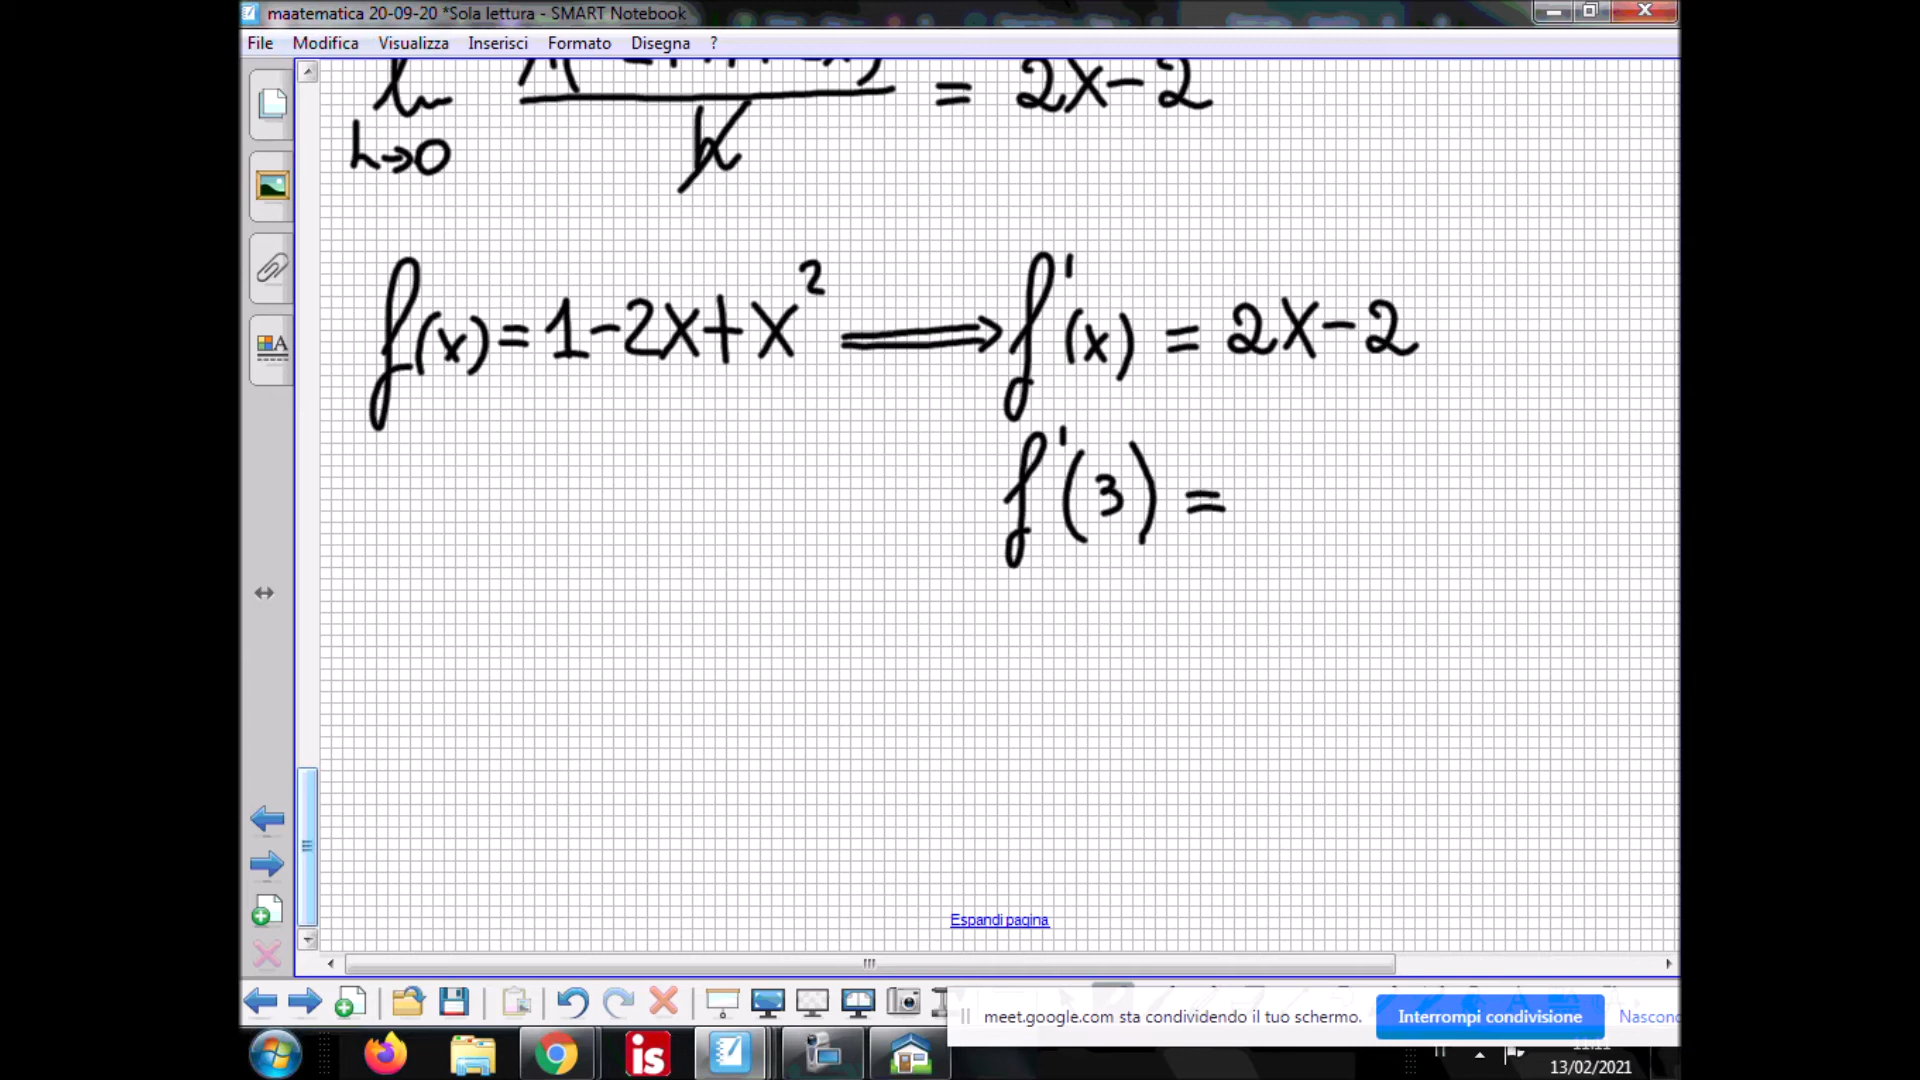 maatematica 20-09-20 *Sola lettura - SMART Notebook
File Modifica Visualizza Inserisci Formato Disegna ?
= 2x-2
h→0
h
f(x) = 1-2x+x² ⟹ f'(x) = 2x-2
f'(3) =
Espandi pagina
meet.google.com sta condividendo il tuo schermo. Interrompi condivisione
is
13/02/2021